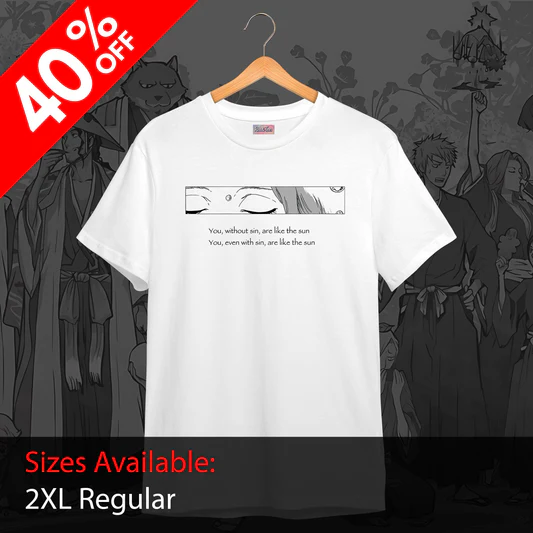 40%
OFF
You, without sin, are like the sun
You, even with sin, are like the sun
Sizes Available:
2XL Regular